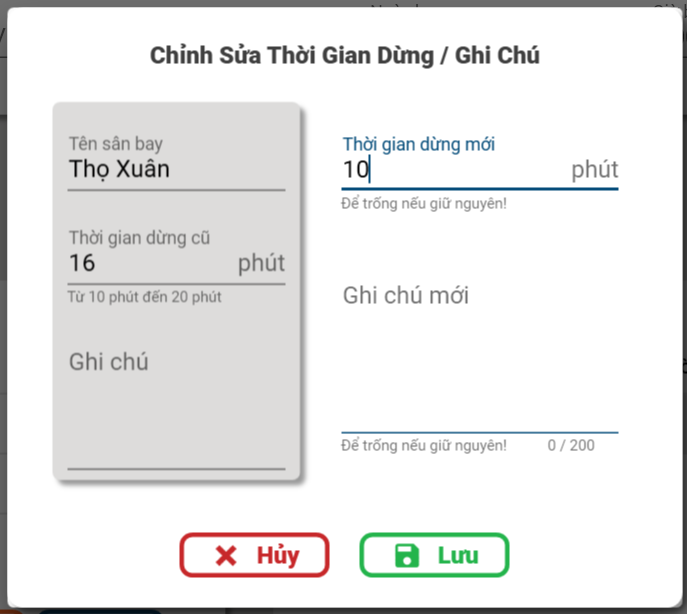 Chỉnh Sửa Thời Gian Dừng / Ghi Chú
Tên sân bay
Thọ Xuân
Thời gian dừng cũ
16 phút
Từ 10 phút đến 20 phút
Ghi chú
Thời gian dừng mới
10 phút
Để trống nếu giữ nguyên!
Ghi chú mới
Để trống nếu giữ nguyên! 0 / 200
Hủy
Lưu